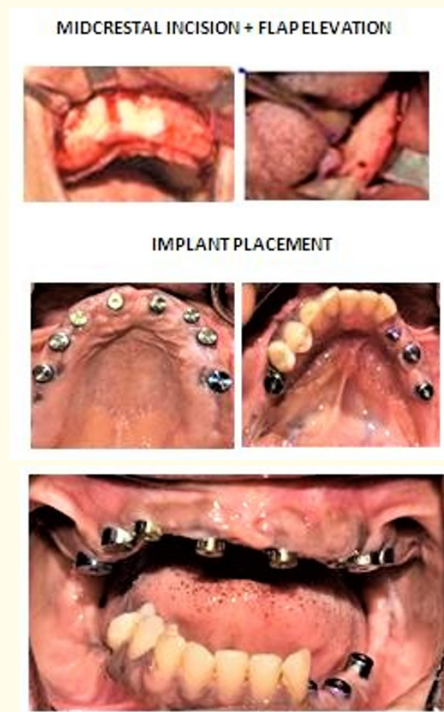 MIDCRESTAL INCISION + FLAP ELEVATION
IMPLANT PLACEMENT